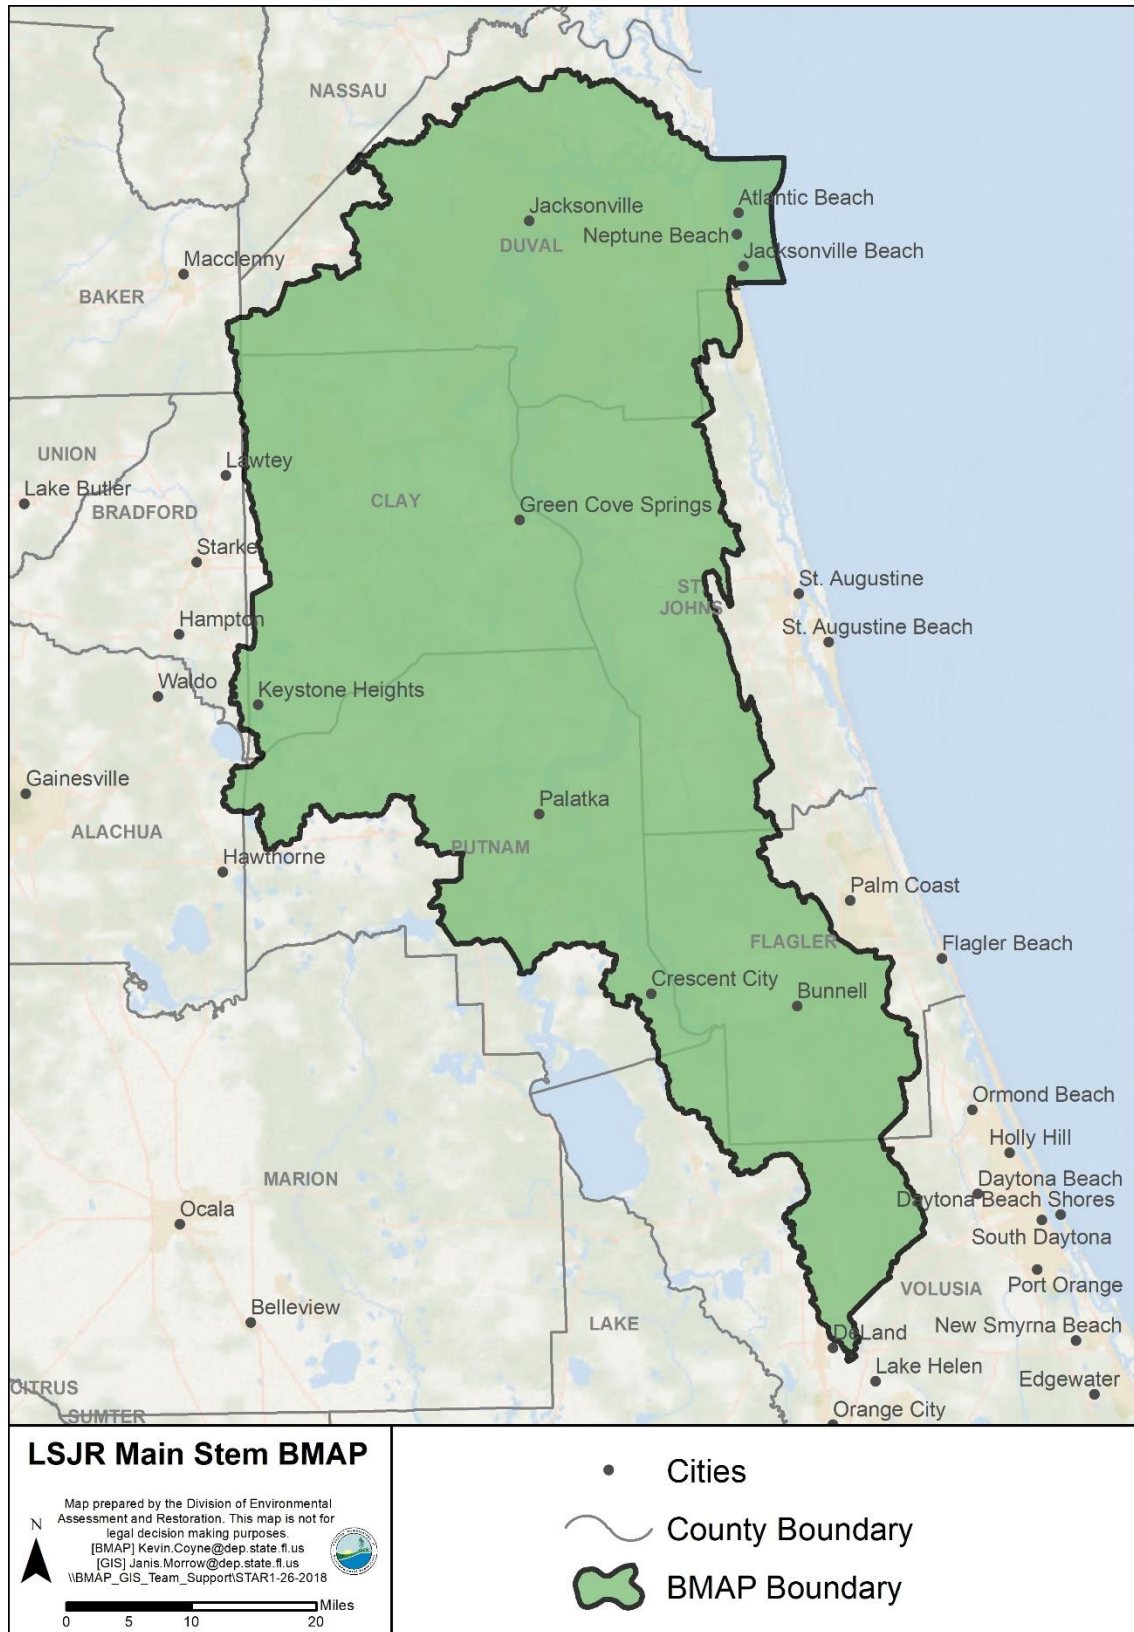 NASSAU
Jacksonville
Atlantic Beach
DUVAL
Neptune Beach
Jacksonville Beach
Macclenny
BAKER
UNION
Lawtey
Lake Butler
BRADFORD
CLAY
Green Cove Springs
Starke
ST.
JOHNS
St. Augustine
Hampton
St. Augustine Beach
Waldo
Keystone Heights
Gainesville
Palatka
ALACHUA
PUTNAM
Hawthorne
Palm Coast
FLAGLER
Flagler Beach
Crescent City
Bunnell
Ormond Beach
Holly Hill
MARION
Daytona Beach
Daytona Beach Shores
Ocala
South Daytona
VOLUSIA
Port Orange
Belleview
LAKE
DeLand
New Smyrna Beach
Lake Helen
Edgewater
CITRUS
SUMTER
Orange City
LSJR Main Stem BMAP
Map prepared by the Division of Environmental
Assessment and Restoration. This map is not for
legal decision making purposes.
[BMAP] Kevin.Coyne@dep.state.fl.us
[GIS] Janis.Morrow@dep.state.fl.us
\\BMAP_GIS_Team_Support\STAR1-26-2018
N
Miles
0 5 10 20
Cities
County Boundary
BMAP Boundary